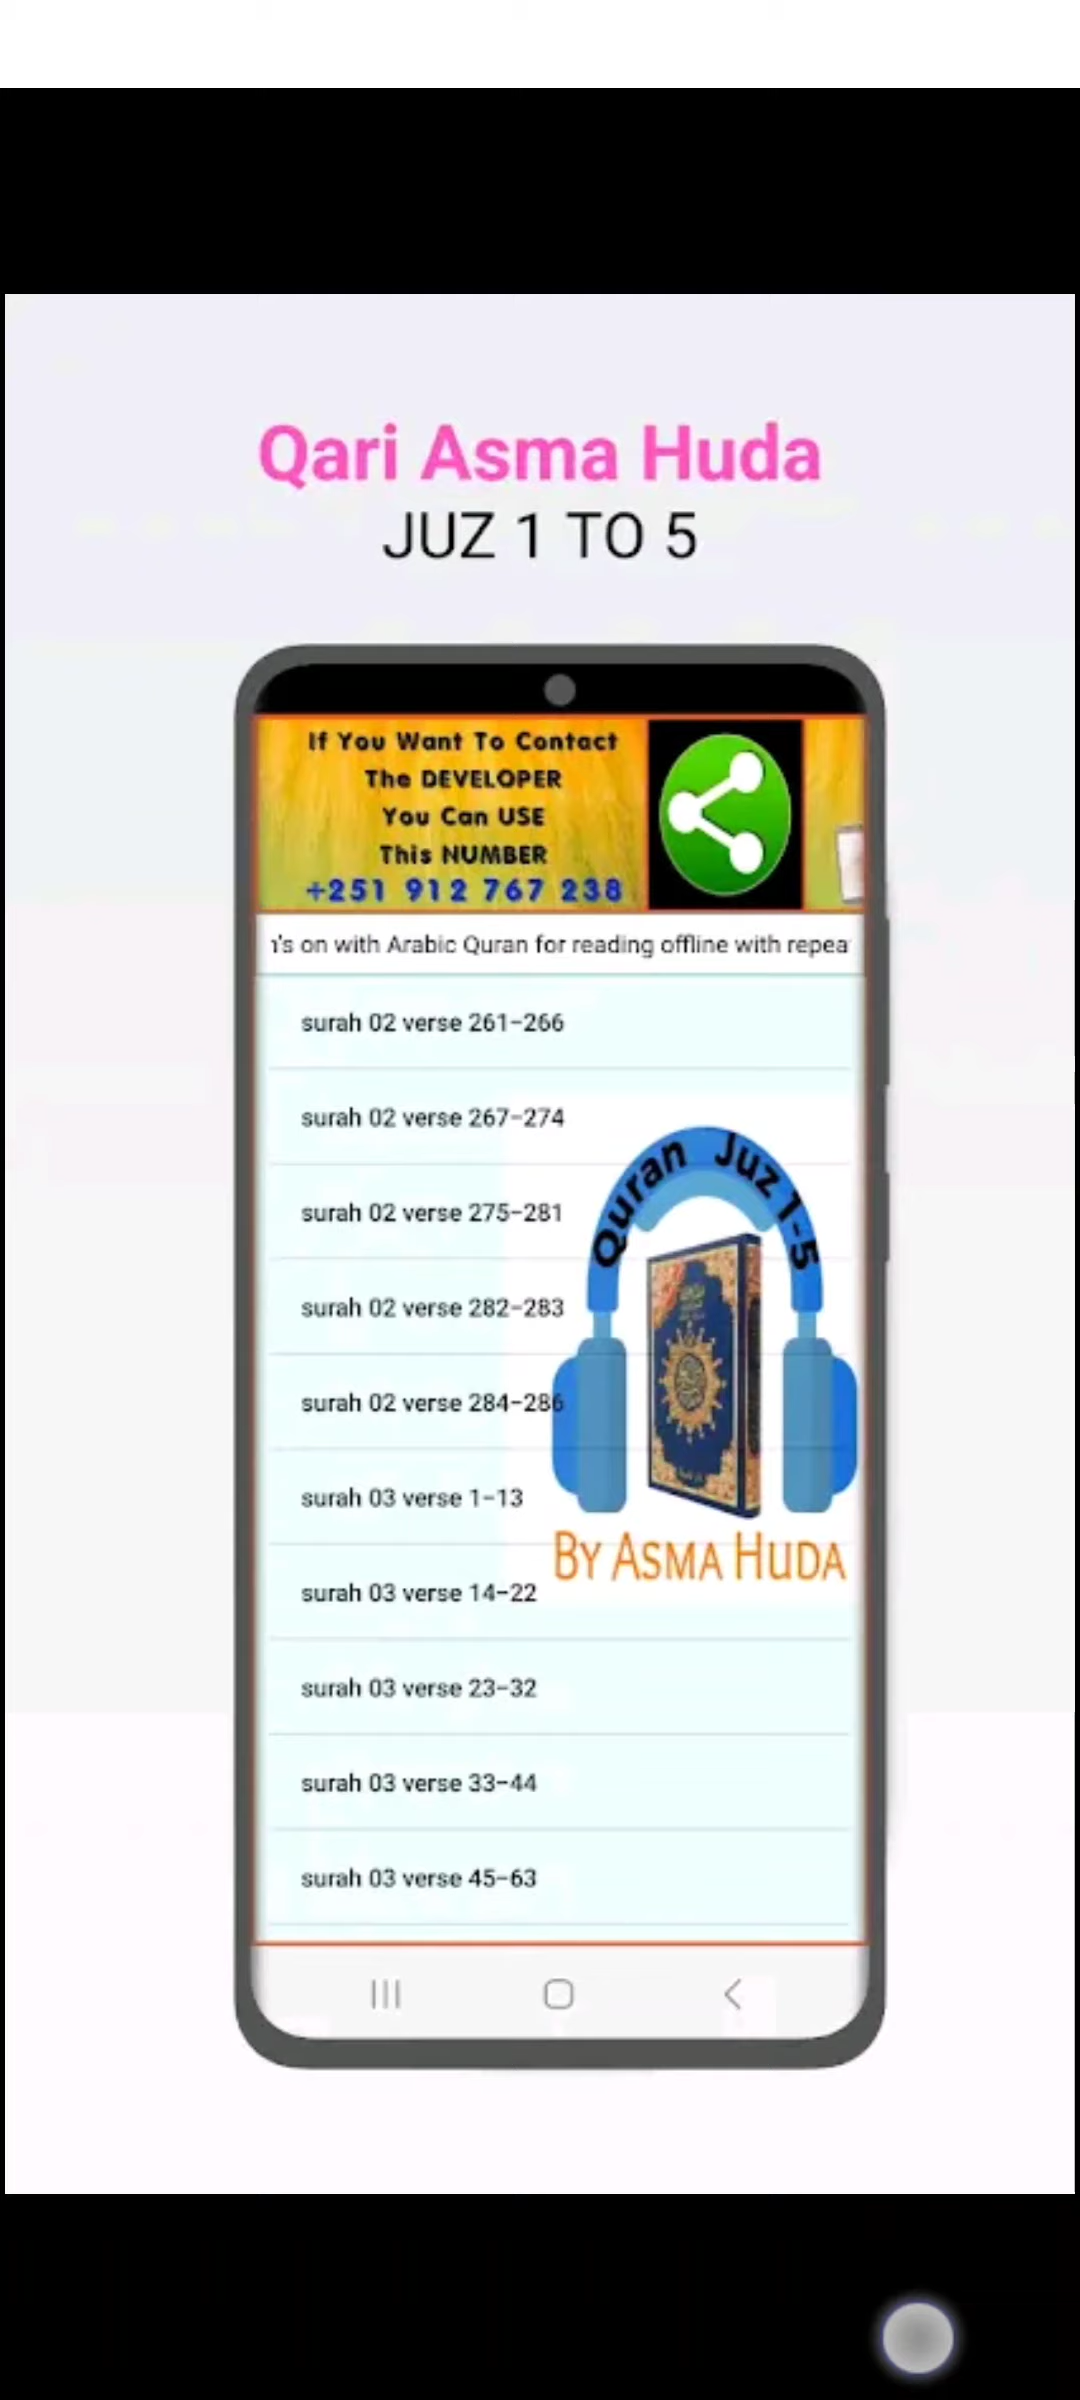 Qari Asma Huda
JUZ 1 TO 5
If You Want To Contact
The DEVELOPER
You Can USE
This NUMBER
+251 912 767 238
's on with Arabic Quran for reading offline with repea
surah 02 verse 261-266
surah 02 verse 267-274
surah 02 verse 275-281
surah 02 verse 282-283
surah 02 verse 284-286
surah 03 verse 1-13
surah 03 verse 14-22
surah 03 verse 23-32
surah 03 verse 33-44
surah 03 verse 45-63
Quran Juz 1-5
BY ASMA HUDA